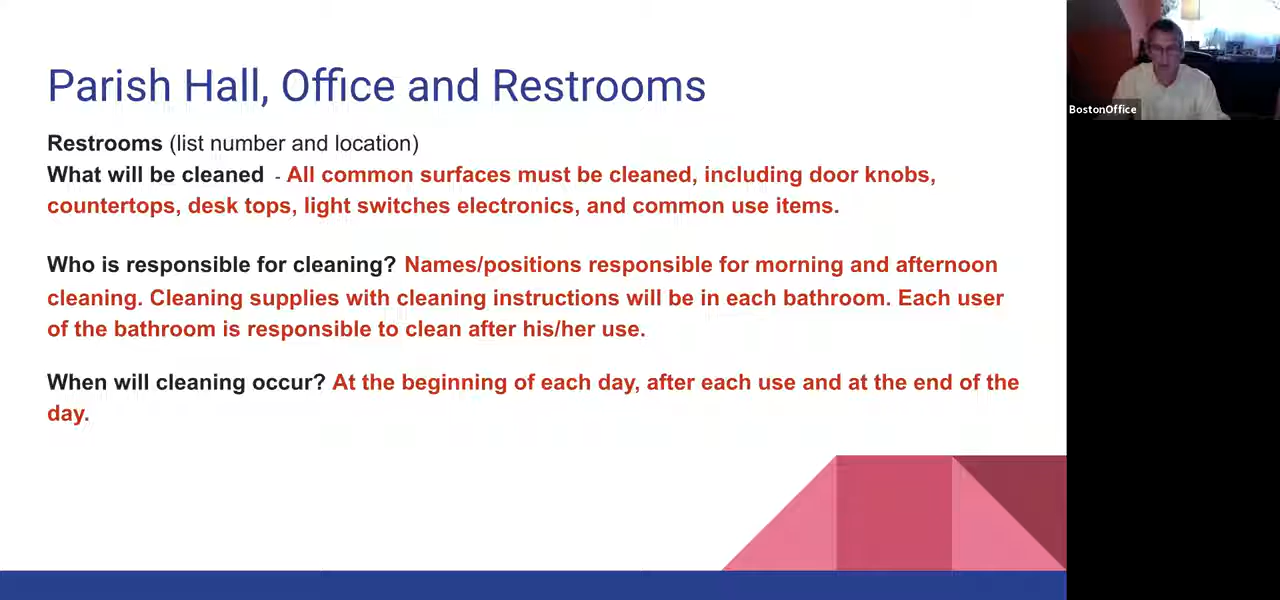 Parish Hall, Office and Restrooms
Restrooms (list number and location)
What will be cleaned - All common surfaces must be cleaned, including door knobs,
countertops, desk tops, light switches electronics, and common use items.
Who is responsible for cleaning? Names/positions responsible for morning and afternoon
cleaning. Cleaning supplies with cleaning instructions will be in each bathroom. Each user
of the bathroom is responsible to clean after his/her use.
When will cleaning occur? At the beginning of each day, after each use and at the end of the
day.
BostonOffice